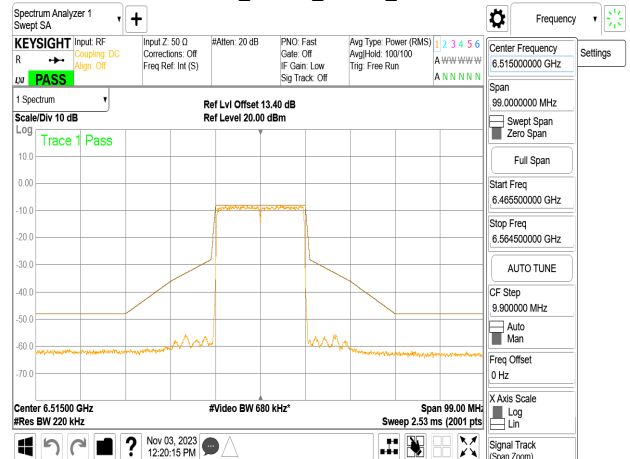 Spectrum Analyzer 1
Swept SA
Frequency
KEYSIGHT
R
LXI
PASS
Input: RF
Coupling: DC
Align: Off
Input Z: 50 Ω
Corrections: Off
Freq Ref: Int (S)
#Atten: 20 dB
PNO: Fast
Gate: Off
IF Gain: Low
Sig Track: Off
Avg Type: Power (RMS)
Avg|Hold: 100/100
Trig: Free Run
1 2 3 4 5 6
A W W W W W
A N N N N N
1 Spectrum
Scale/Div 10 dB
Ref Lvl Offset 13.40 dB
Ref Level 20.00 dBm
Log
Trace 1 Pass
10.0
0.00
-10.0
-20.0
-30.0
-40.0
-50.0
-60.0
-70.0
Center 6.51500 GHz
#Res BW 220 kHz
#Video BW 680 kHz*
Span 99.00 MHz
Sweep 2.53 ms (2001 pts
Nov 03, 2023
12:20:15 PM
Center Frequency
6.515000000 GHz
Settings
Span
99.0000000 MHz
Swept Span
Zero Span
Full Span
Start Freq
6.465500000 GHz
Stop Freq
6.564500000 GHz
AUTO TUNE
CF Step
9.900000 MHz
Auto
Man
Freq Offset
0 Hz
X Axis Scale
Log
Lin
Signal Track
(Span Zoom)